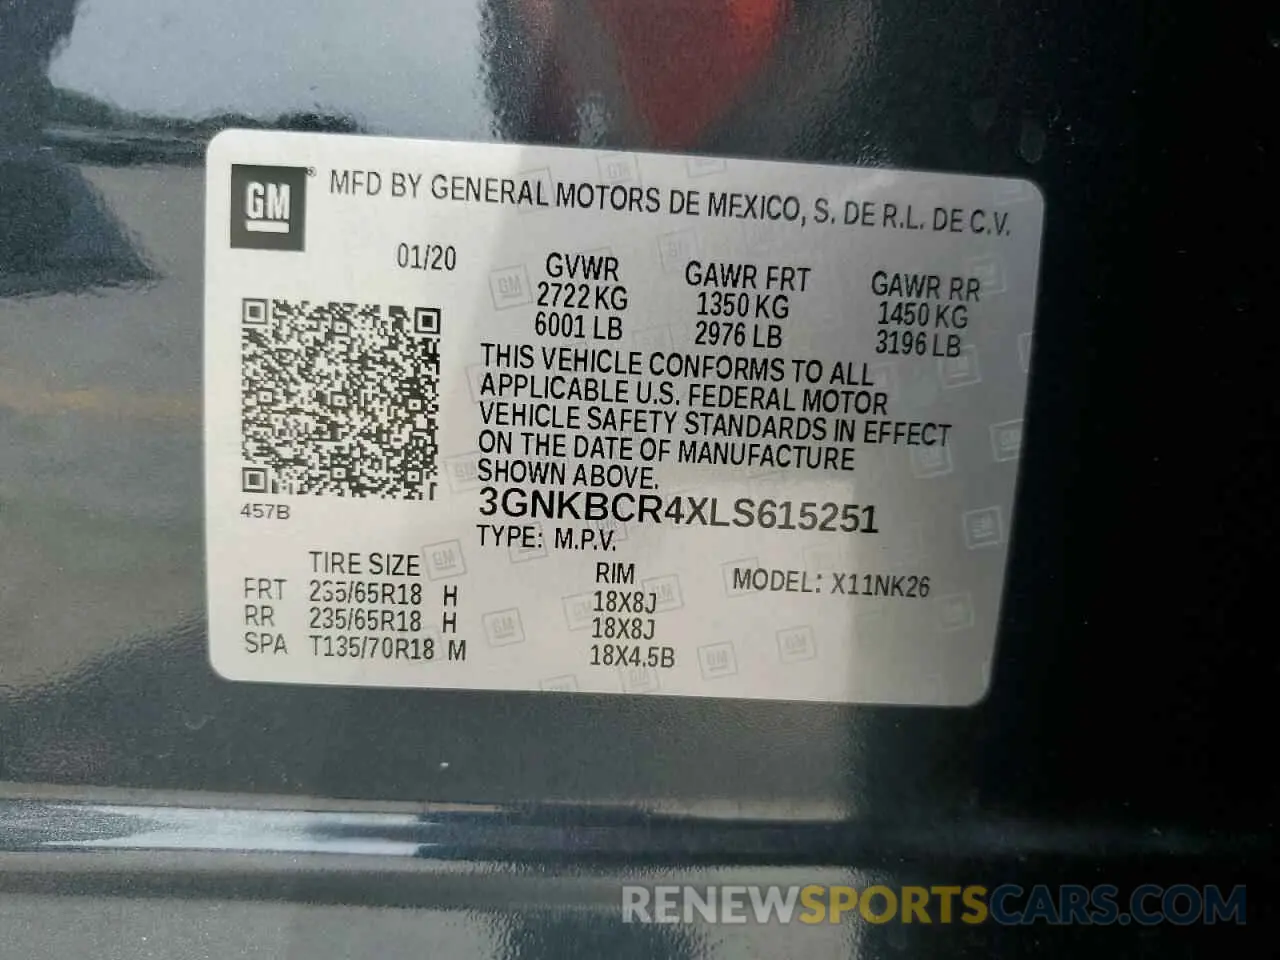 GM® MFD BY GENERAL MOTORS DE MEXICO, S. DE R.L. DE C.V.
01/20 GVWR GAWR FRT GAWR RR
2722 KG 1350 KG 1450 KG
6001 LB 2976 LB 3196 LB
THIS VEHICLE CONFORMS TO ALL
APPLICABLE U.S. FEDERAL MOTOR
VEHICLE SAFETY STANDARDS IN EFFECT
ON THE DATE OF MANUFACTURE
SHOWN ABOVE.
457B
3GNKBCR4XLS615251
TYPE: M.P.V.
TIRE SIZE RIM MODEL: X11NK26
FRT 235/65R18 H 18X8J
RR 235/65R18 H 18X8J
SPA T135/70R18 M 18X4.5B
RENEWSPORTSCARS.COM